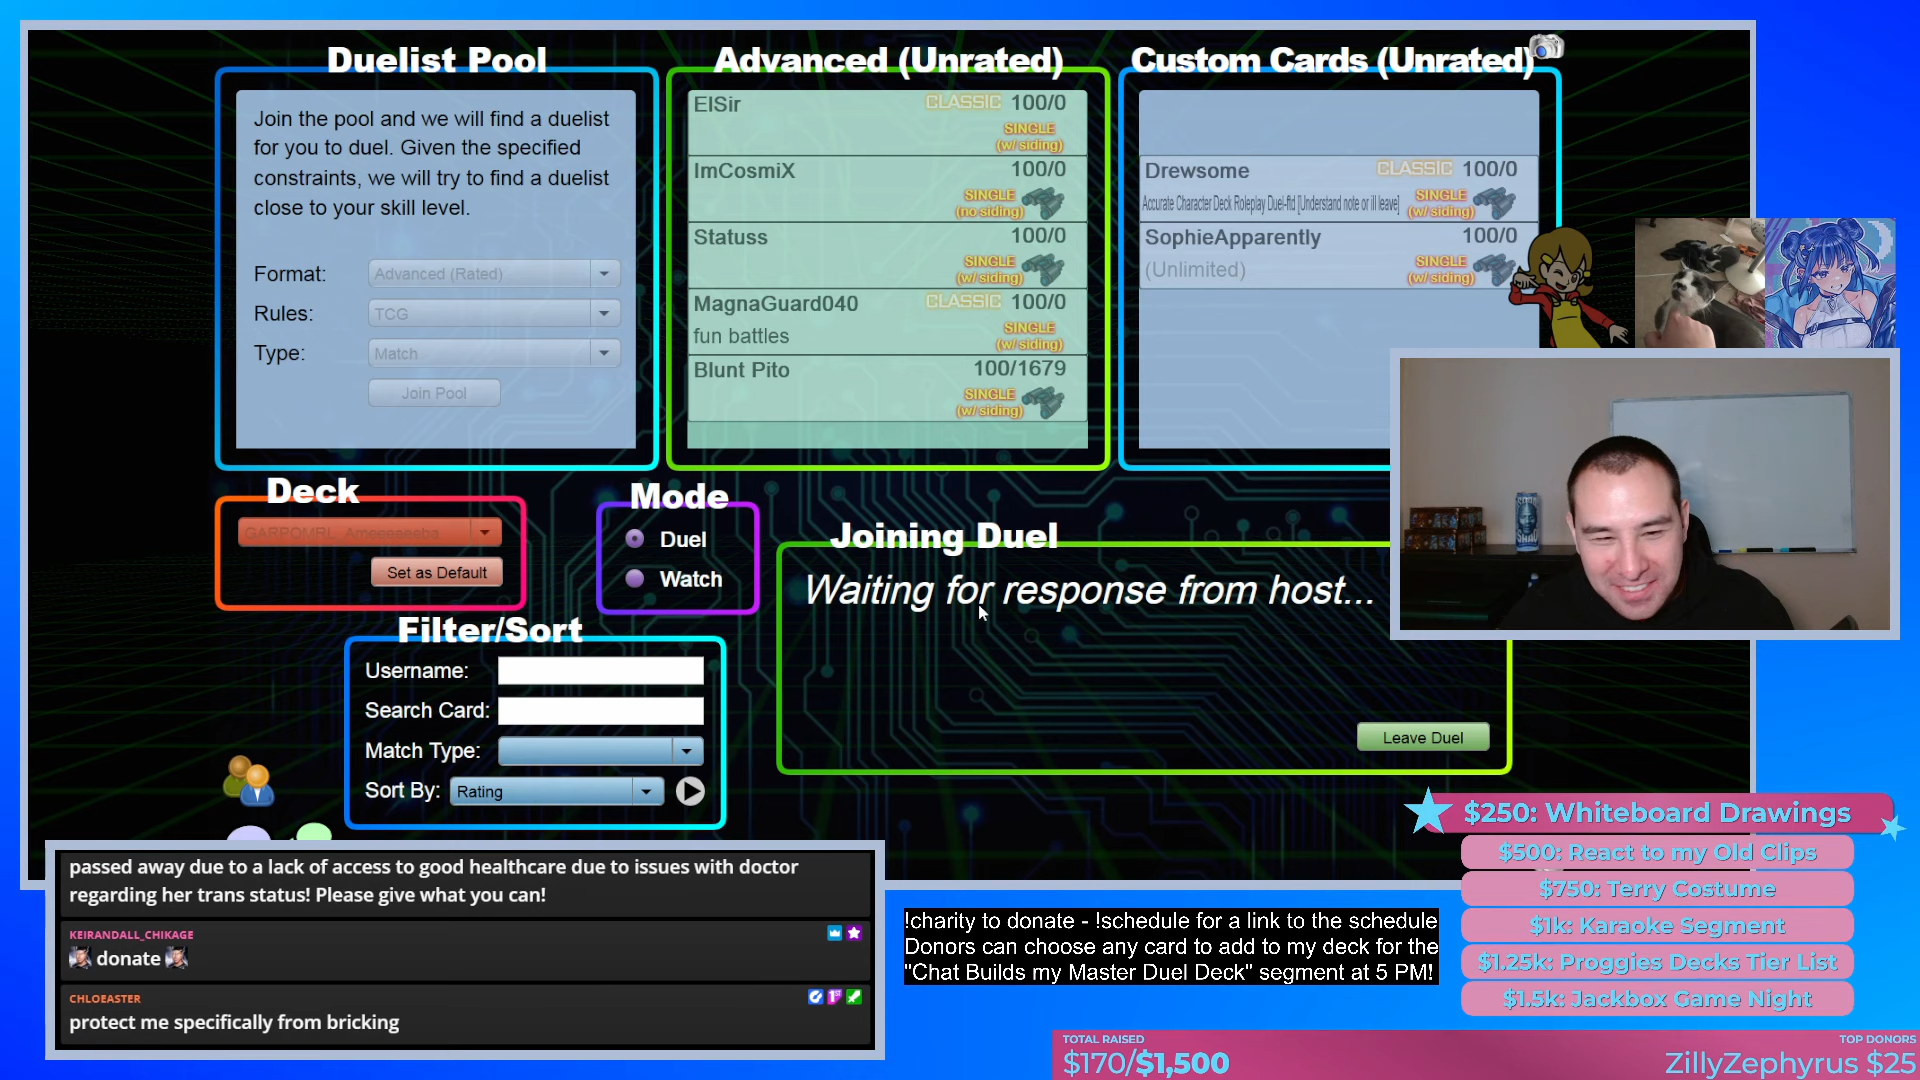 Duelist Pool
Join the pool and we will find a duelist
for you to duel. Given the specified
constraints, we will try to find a duelist
close to your skill level.
Format: Advanced (Rated)
Rules: TCG
Type: Match
Join Pool
Advanced (Unrated)
ElSir CLASSIC 100/0
SINGLE
(w/ siding)
ImCosmiX 100/0
SINGLE
(no siding)
Statuss 100/0
SINGLE
(w/ siding)
MagnaGuard040 CLASSIC 100/0
fun battles SINGLE
(w/ siding)
Blunt Pito 100/1679
SINGLE
(w/ siding)
Custom Cards (Unrated)
Drewsome CLASSIC 100/0
Accurate Character Deck Roleplay Duel-ftd [Understand note or ill leave] SINGLE
(w/ siding)
SophieApparently 100/0
(Unlimited) SINGLE
(w/ siding)
Deck
Set as Default
Mode
Duel
Watch
Joining Duel
Waiting for response from host...
Leave Duel
Filter/Sort
Username:
Search Card:
Match Type:
Sort By: Rating
passed away due to a lack of access to good healthcare due to issues with doctor
regarding her trans status! Please give what you can!
KEIRANDALL_CHIKAGE
donate
CHLOEASTER
protect me specifically from bricking
!charity to donate - !schedule for a link to the schedule
Donors can choose any card to add to my deck for the
"Chat Builds my Master Duel Deck" segment at 5 PM!
$250: Whiteboard Drawings
$500: React to my Old Clips
$750: Terry Costume
$1k: Karaoke Segment
$1.25k: Proggies Decks Tier List
$1.5k: Jackbox Game Night
TOTAL RAISED
$170/$1,500
TOP DONORS
ZillyZephyrus $25